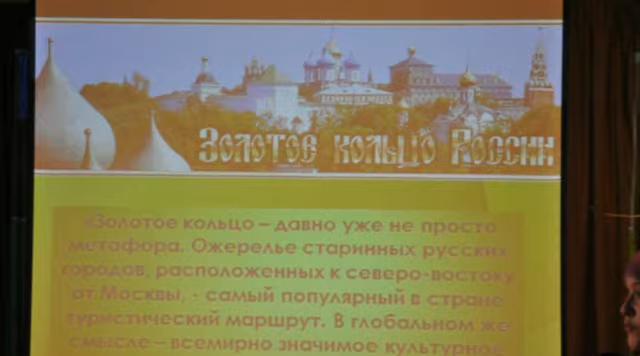 Золотое кольцо России
«Золотое кольцо – давно уже не просто
метафора. Ожерелье старинных русских
городов, расположенных к северо-востоку
от Москвы, - самый популярный в стране
туристический маршрут. В глобальном же
смысле – всемирно значимое культурное